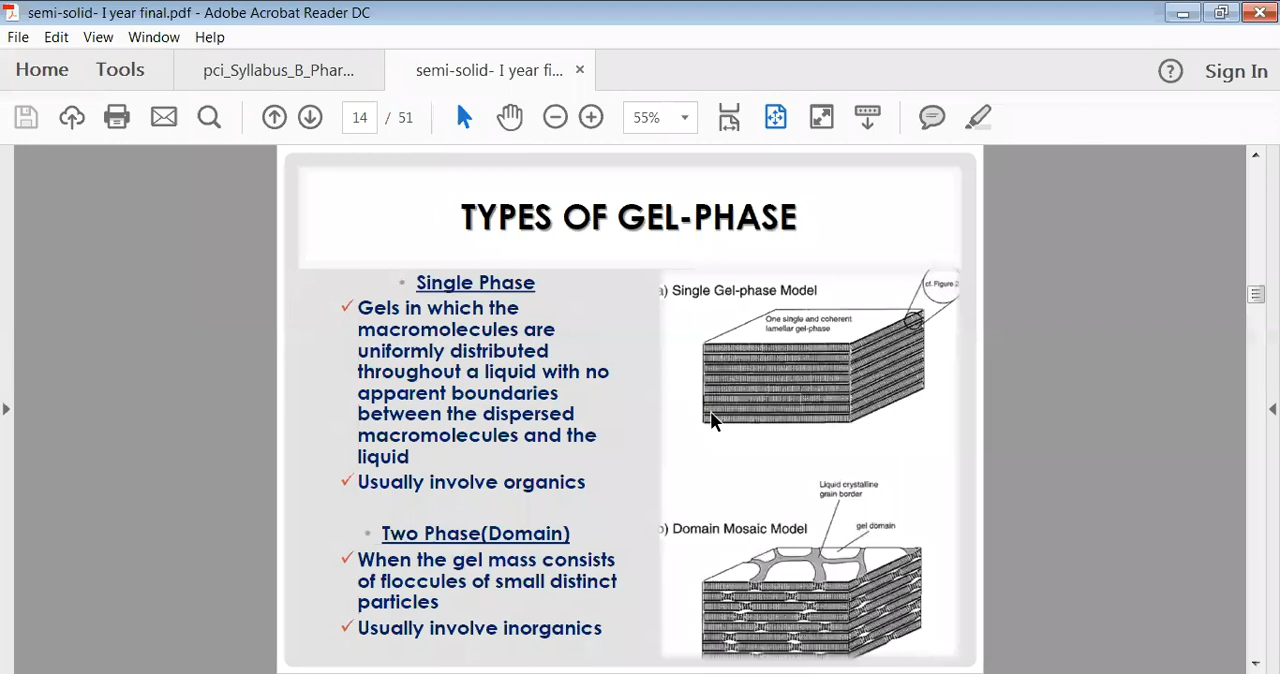 semi-solid- I year final.pdf - Adobe Acrobat Reader DC
File Edit View Window Help
Home Tools pci_Syllabus_B_Phar... semi-solid- I year fi... ×
? Sign In
14 / 51 55%
TYPES OF GEL-PHASE
• Single Phase
✓ Gels in which the
macromolecules are
uniformly distributed
throughout a liquid with no
apparent boundaries
between the dispersed
macromolecules and the
liquid
✓ Usually involve organics
• Two Phase(Domain)
✓ When the gel mass consists
of floccules of small distinct
particles
✓ Usually involve inorganics
a) Single Gel-phase Model
cf. Figure 2
One single and coherent
lamellar gel-phase
Liquid crystalline
grain border
gel domain
b) Domain Mosaic Model